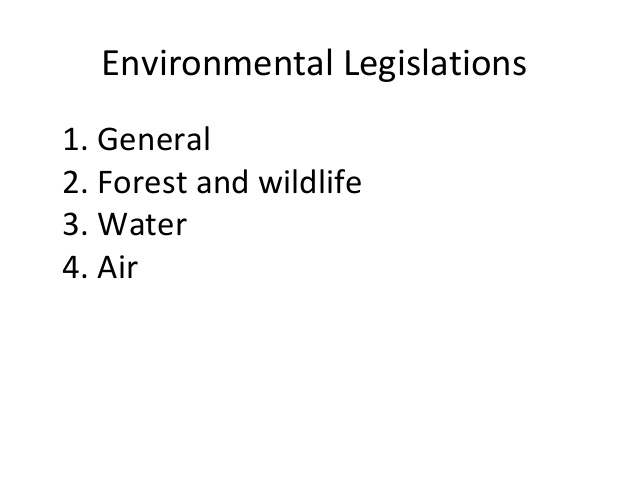 Environmental Legislations
1. General
2. Forest and wildlife
3. Water
4. Air